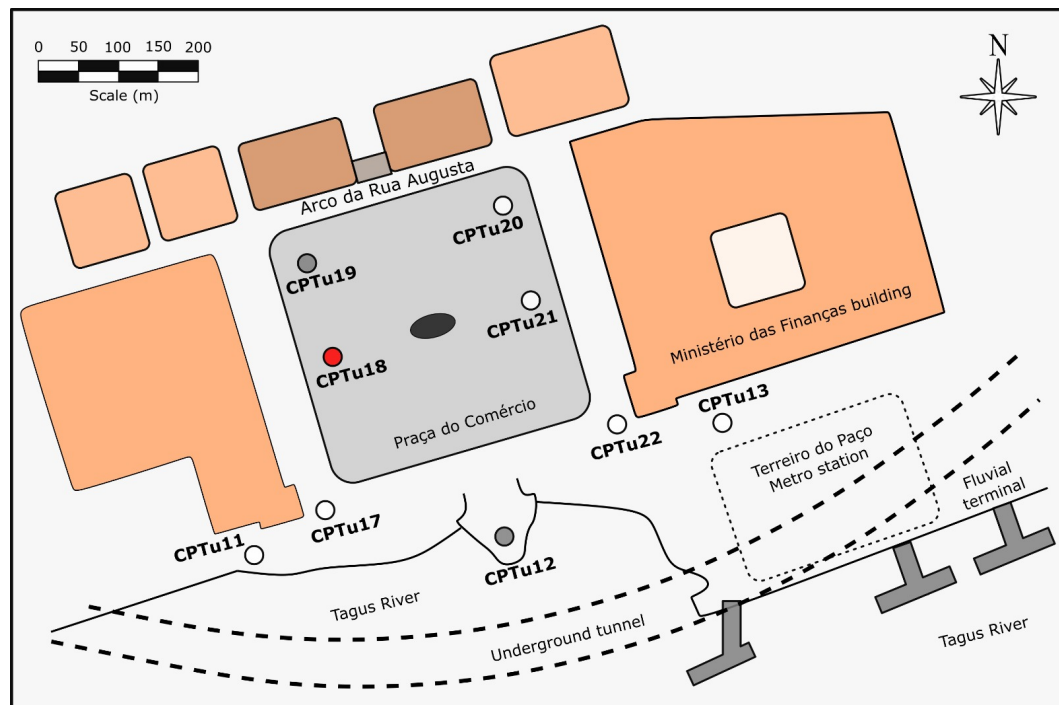 0 50 100 150 200
Scale (m)
N
Arco da Rua Augusta
CPTu20
CPTu19
CPTu21
Ministério das Finanças building
CPTu18
Praça do Comércio
CPTu13
CPTu22
Terreiro do Paço
Metro station
Fluvial
terminal
CPTu17
CPTu11
CPTu12
Tagus River
Underground tunnel
Tagus River